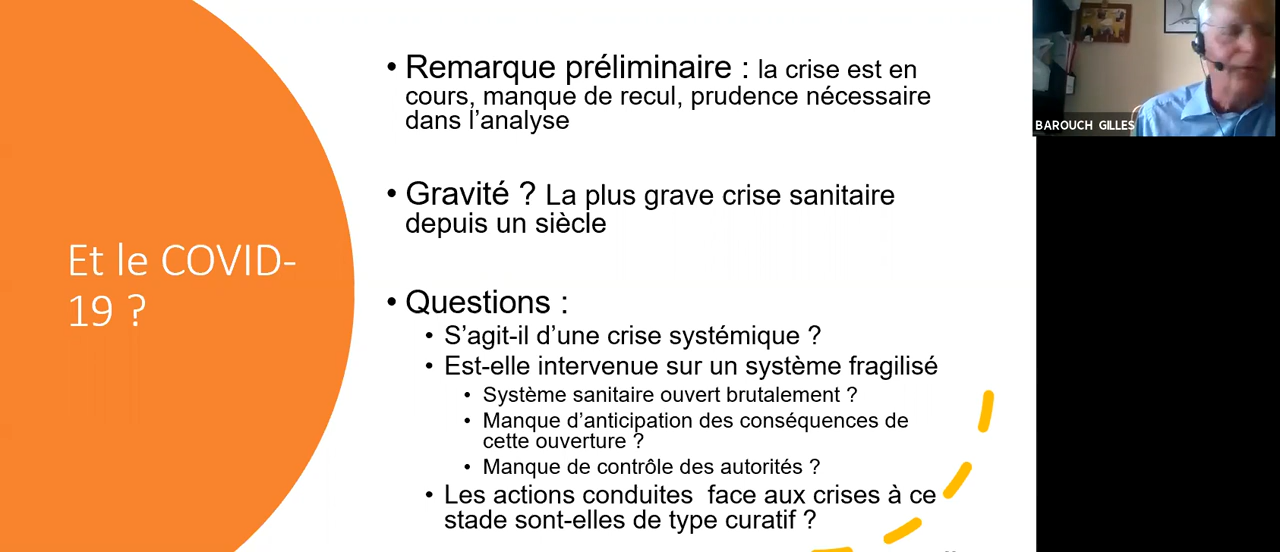 Et le COVID-
19 ?
• Remarque préliminaire : la crise est en
cours, manque de recul, prudence nécessaire
dans l’analyse
• Gravité ? La plus grave crise sanitaire
depuis un siècle
• Questions :
• S’agit-il d’une crise systémique ?
• Est-elle intervenue sur un système fragilisé
• Système sanitaire ouvert brutalement ?
• Manque d’anticipation des conséquences de
cette ouverture ?
• Manque de contrôle des autorités ?
• Les actions conduites  face aux crises à ce
stade sont-elles de type curatif ?
BAROUCH GILLES